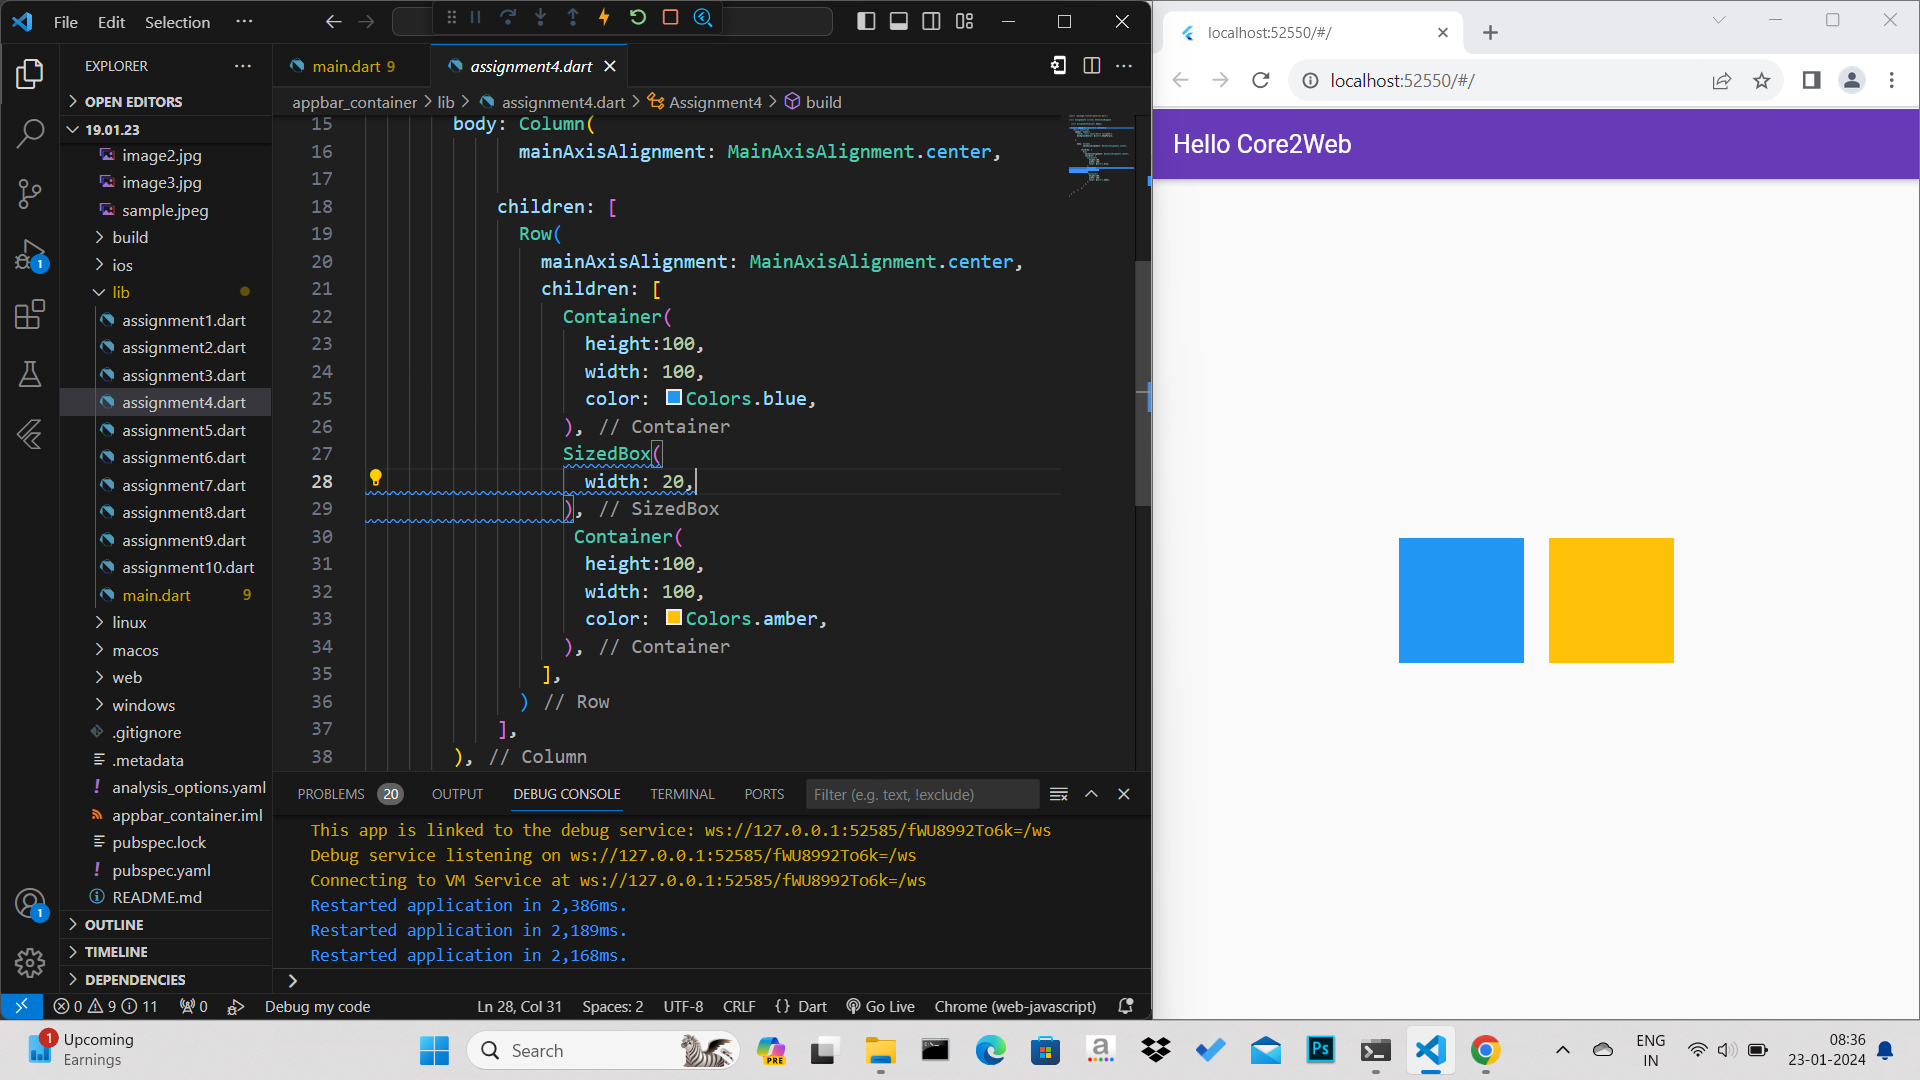 File Edit Selection ···
EXPLORER
OPEN EDITORS
19.01.23
image2.jpg
image3.jpg
sample.jpeg
build
ios
lib
assignment1.dart
assignment2.dart
assignment3.dart
assignment4.dart
assignment5.dart
assignment6.dart
assignment7.dart
assignment8.dart
assignment9.dart
assignment10.dart
main.dart 9
linux
macos
web
windows
.gitignore
.metadata
analysis_options.yaml
appbar_container.iml
pubspec.lock
pubspec.yaml
README.md
OUTLINE
TIMELINE
DEPENDENCIES
1
1
main.dart 9
assignment4.dart
appbar_container > lib > assignment4.dart > Assignment4 > build
15 body: Column(
16 mainAxisAlignment: MainAxisAlignment.center,
17
18 children: [
19 Row(
20 mainAxisAlignment: MainAxisAlignment.center,
21 children: [
22 Container(
23 height:100,
24 width: 100,
25 color: Colors.blue,
26 ), // Container
27 SizedBox(
28 width: 20,
29 ), // SizedBox
30 Container(
31 height:100,
32 width: 100,
33 color: Colors.amber,
34 ), // Container
35 ],
36 ) // Row
37 ],
38 ), // Column
PROBLEMS 20 OUTPUT DEBUG CONSOLE TERMINAL PORTS Filter (e.g. text, !exclude)
This app is linked to the debug service: ws://127.0.0.1:52585/fWU8992To6k=/ws
Debug service listening on ws://127.0.0.1:52585/fWU8992To6k=/ws
Connecting to VM Service at ws://127.0.0.1:52585/fWU8992To6k=/ws
Restarted application in 2,386ms.
Restarted application in 2,189ms.
Restarted application in 2,168ms.
0 9 11 0 Debug my code Ln 28, Col 31 Spaces: 2 UTF-8 CRLF {} Dart Go Live Chrome (web-javascript)
localhost:52550/#/
localhost:52550/#/
Hello Core2Web
1 Upcoming
Earnings
Search
PRE
a
Ps
ENG
IN
08:36
23-01-2024